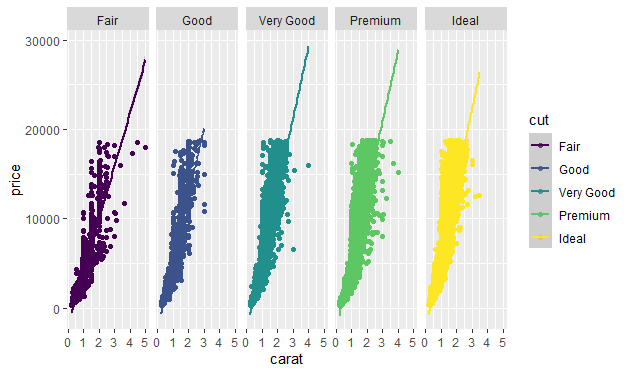 Fair Good Very Good Premium Ideal
30000
20000
10000
0
price
0 1 2 3 4 5 0 1 2 3 4 5 0 1 2 3 4 5 0 1 2 3 4 5 0 1 2 3 4 5
carat
cut
Fair
Good
Very Good
Premium
Ideal